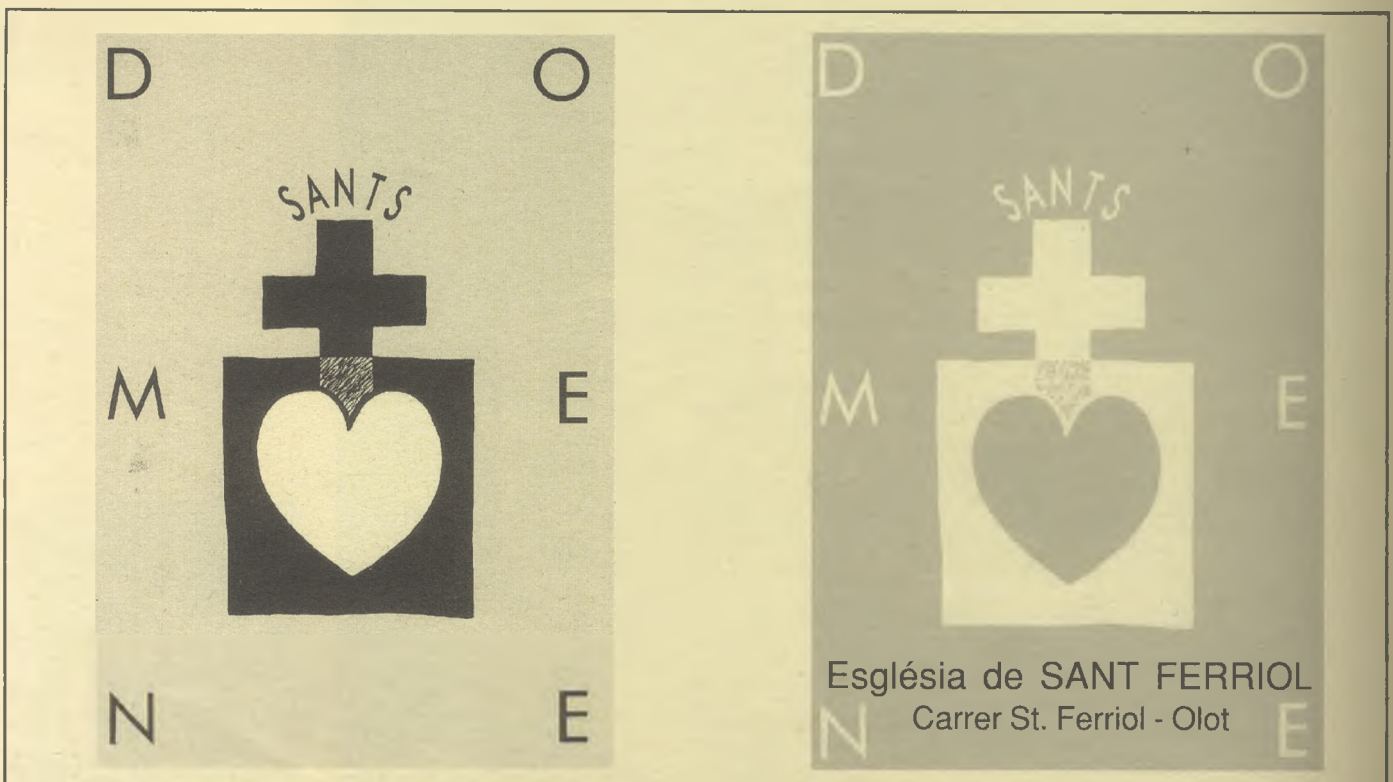 D O
SANTS
M E
N E
D O
SANTS
M E
Església de SANT FERRIOL
Carrer St. Ferriol - Olot
N E